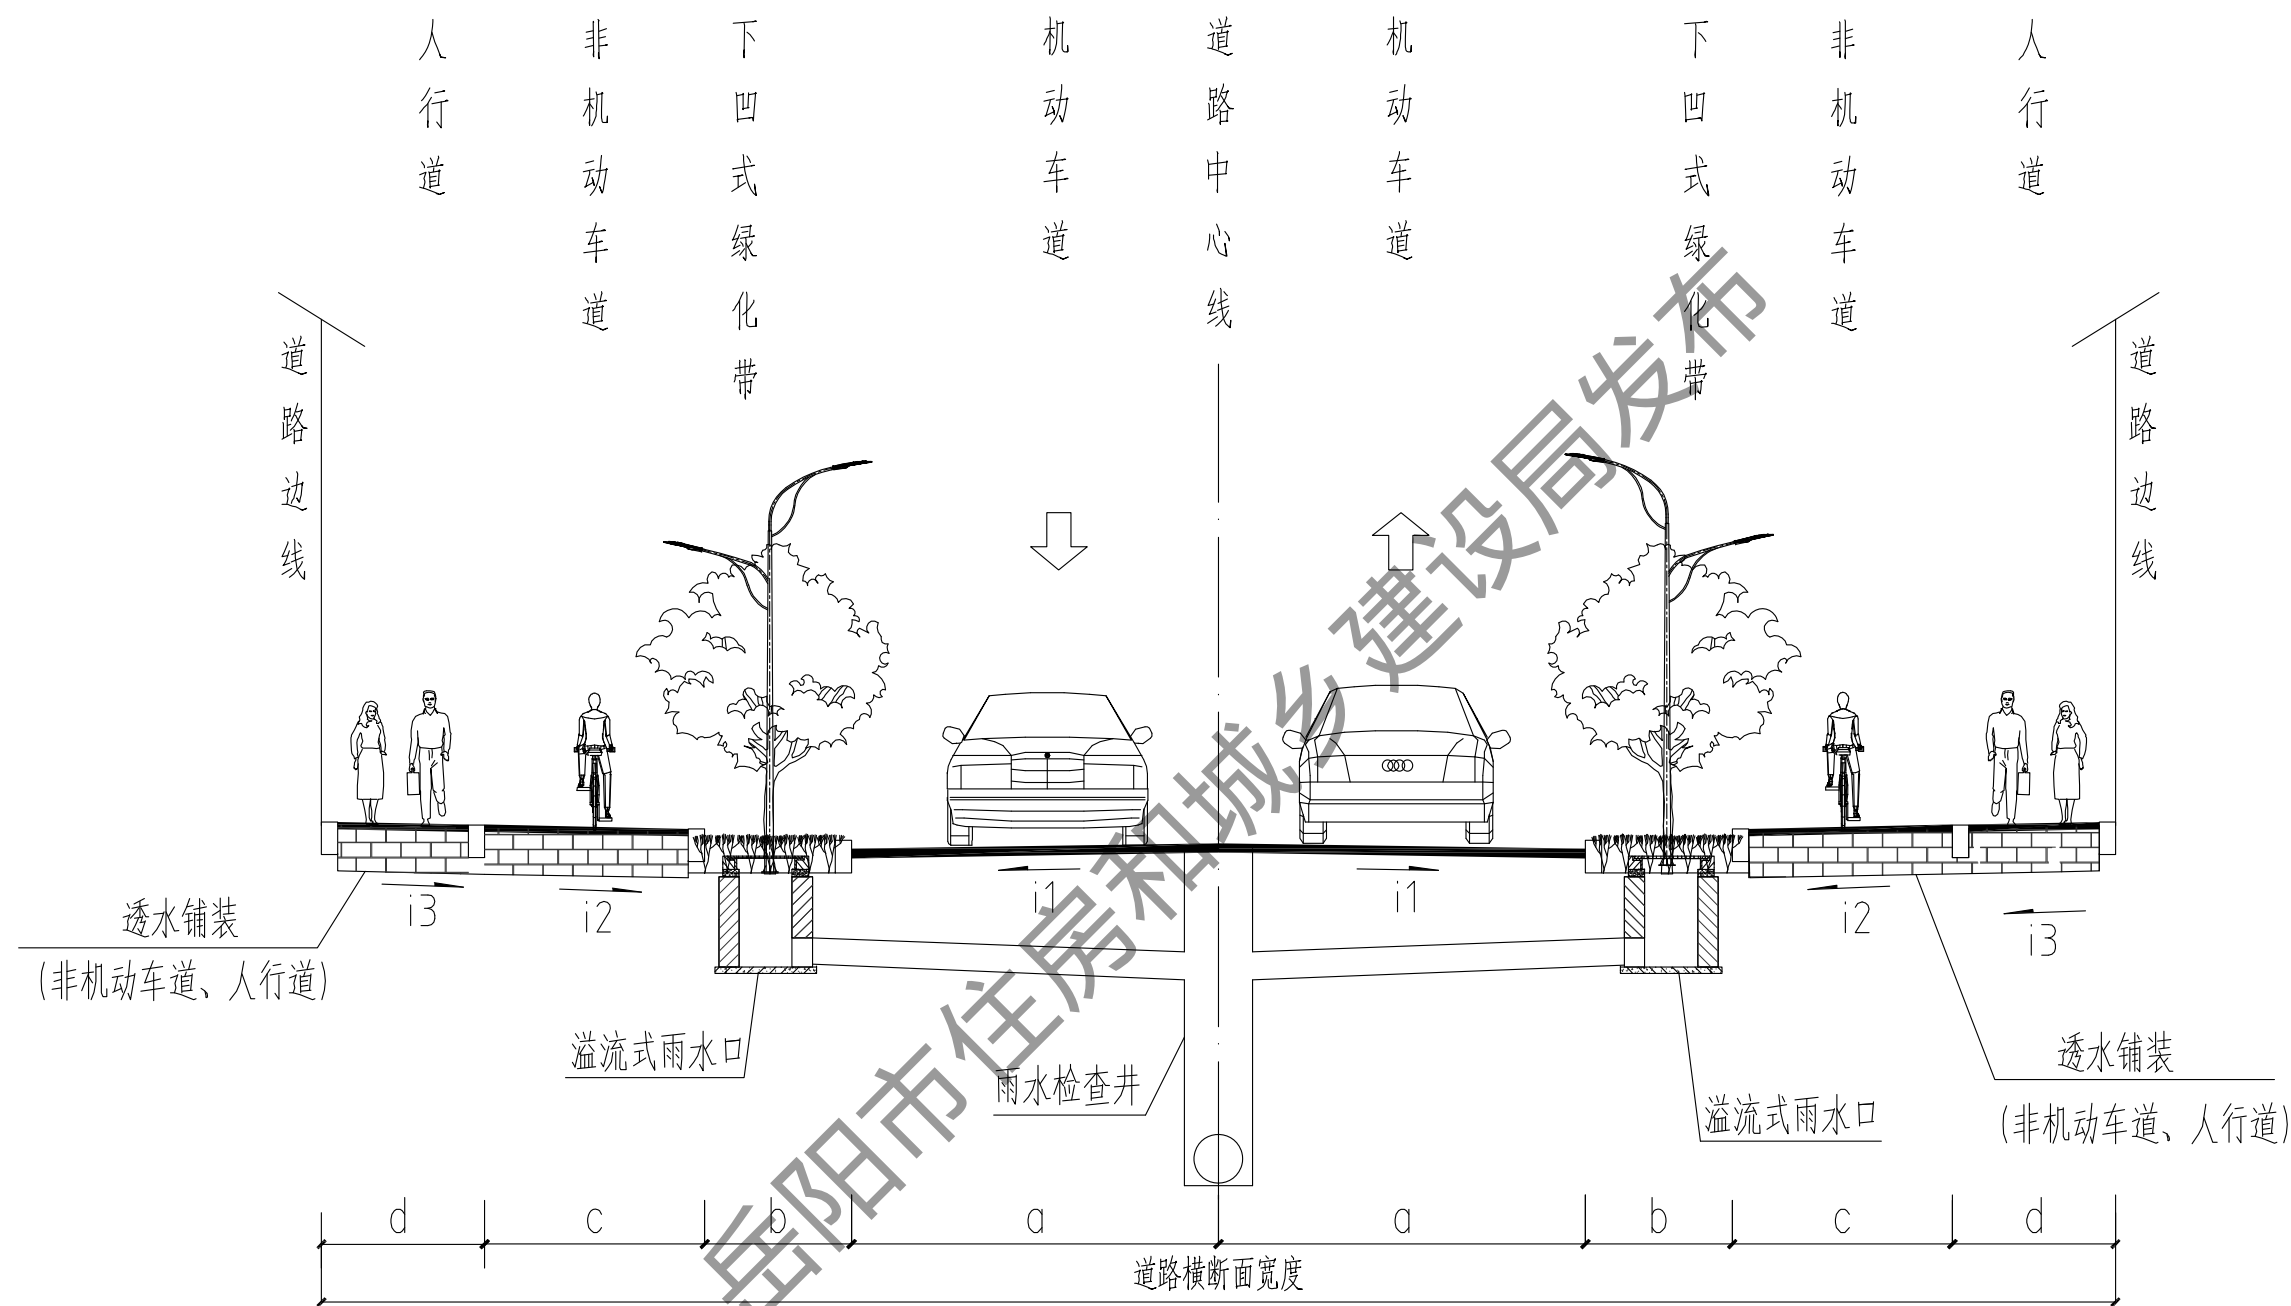 人行道
非机动车道
下凹式绿化带
机动车道
道路中心线
机动车道
下凹式绿化带
非机动车道
人行道
道路边线
道路边线
i3
i2
i1
i1
i2
i3
透水铺装
(非机动车道、人行道)
溢流式雨水口
雨水检查井
溢流式雨水口
透水铺装
(非机动车道、人行道)
d
c
b
a
a
b
c
d
道路横断面宽度
岳阳市住房和城乡建设局发布